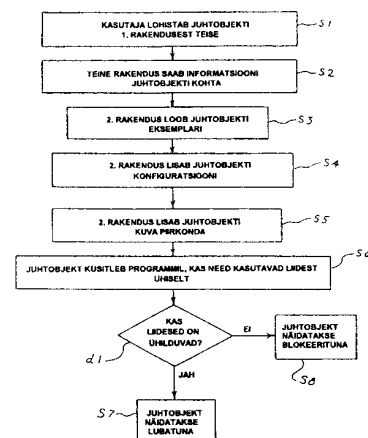 KASUTAJA LOHISTAB JUHTOBJEKTI
1. RAKENDUSEST TEISE
S1
TEINE RAKENDUS SAAB INFORMATSIOONI
JUHTOBJEKTI KOHTA
S2
2. RAKENDUS LOOB JUHTOBJEKTI
EKSEMPLARI
S3
2. RAKENDUS LISAB JUHTOBJEKTI
KONFIGURATSIOONI
S4
2. RAKENDUS LISAB JUHTOBJEKTI
KUVA PIIRKONDA
S5
JUHTOBJEKT KÜSITLEB PROGRAMMIL, KAS NEED KASUTAVAD LIIDEST
ÜHISELT
S6
KAS
LIIDESED ON
ÜHILDUVAD?
d1
EI
JUHTOBJEKT
NÄIDATAKSE
BLOKEERITUNA
S8
JAH
S7
JUHTOBJEKT
NÄIDATAKSE
LUBATUNA